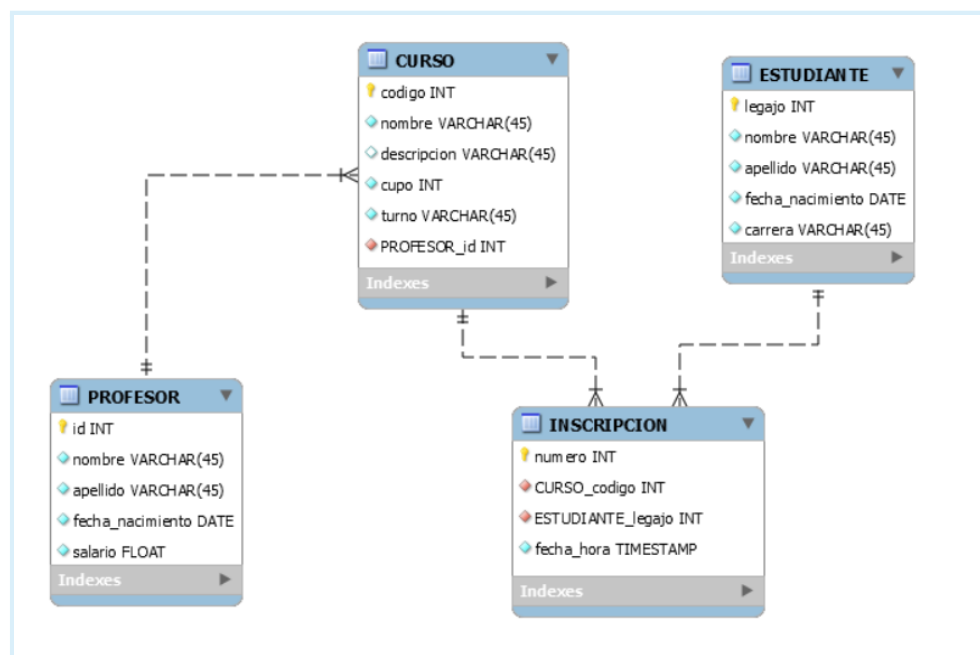 CURSO
codigo INT
nombre VARCHAR(45)
descripcion VARCHAR(45)
cupo INT
turno VARCHAR(45)
PROFESOR_id INT
Indexes
ESTUDIANTE
legajo INT
nombre VARCHAR(45)
apellido VARCHAR(45)
fecha_nacimiento DATE
carrera VARCHAR(45)
Indexes
PROFESOR
id INT
nombre VARCHAR(45)
apellido VARCHAR(45)
fecha_nacimiento DATE
salario FLOAT
Indexes
INSCRIPCION
numero INT
CURSO_codigo INT
ESTUDIANTE_legajo INT
fecha_hora TIMESTAMP
Indexes